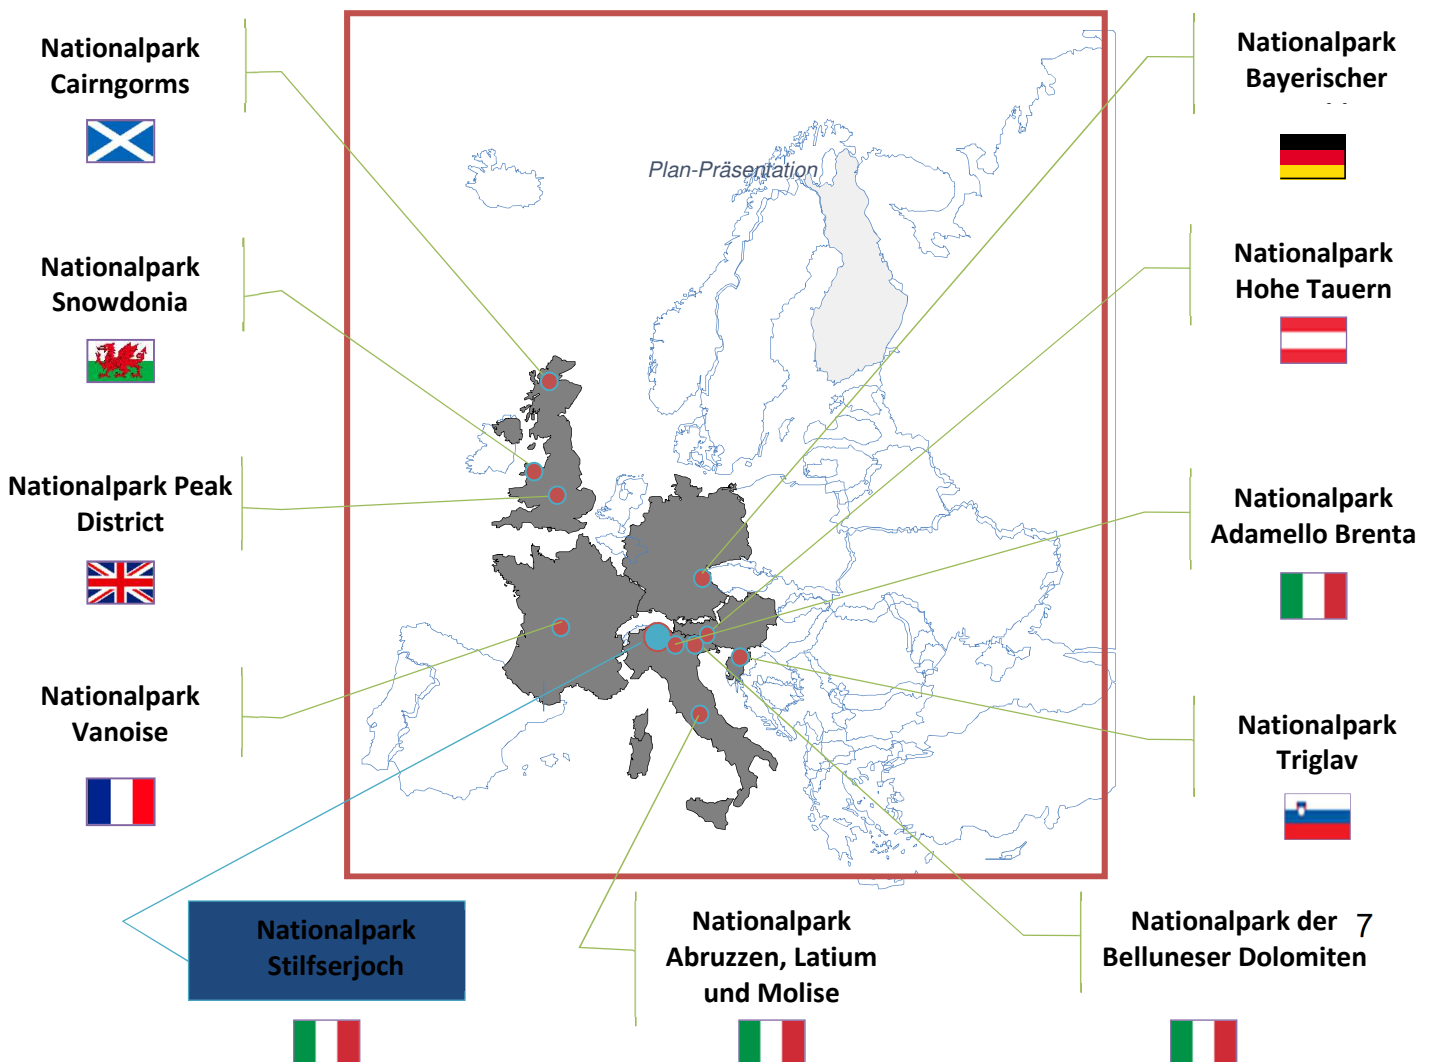 Nationalpark
Cairngorms
Nationalpark
Bayerischer
Plan-Präsentation
Nationalpark
Snowdonia
Nationalpark
Hohe Tauern
Nationalpark Peak
District
Nationalpark
Adamello Brenta
Nationalpark
Vanoise
Nationalpark
Triglav
Nationalpark
Stilfserjoch
Nationalpark
Abruzzen, Latium
und Molise
Nationalpark der
Belluneser Dolomiten
7